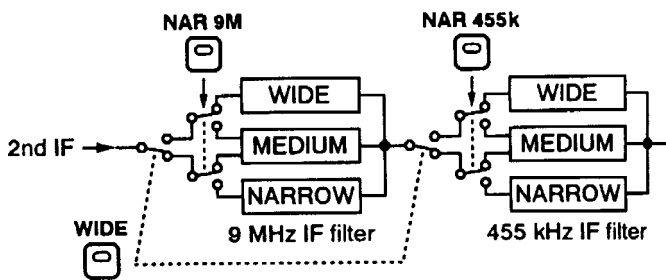 NAR 9M
NAR 455k
WIDE
WIDE
2nd IF
MEDIUM
MEDIUM
NARROW
NARROW
WIDE
9 MHz IF filter
455 kHz IF filter